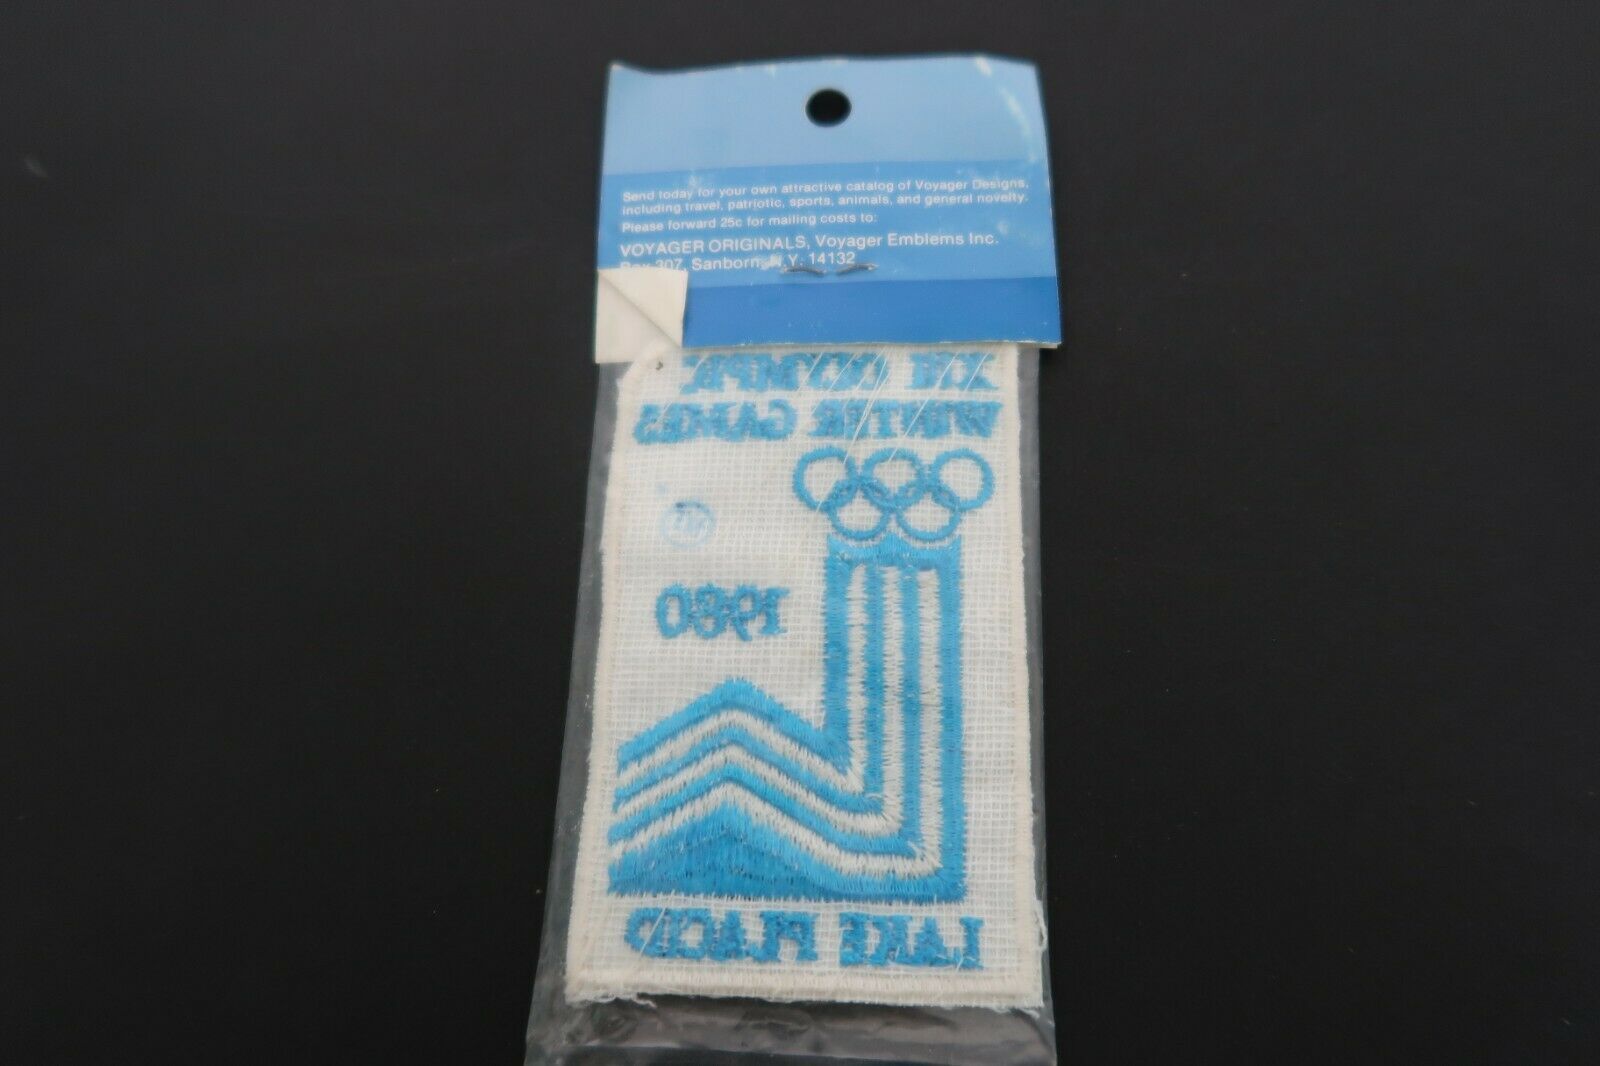 Send today for your own attractive catalog of Voyager Designs,
including travel, patriotic, sports, animals, and general novelty.
Please forward 25c for mailing costs to:
VOYAGER ORIGINALS, Voyager Emblems Inc.
Box 307, Sanborn, N.Y. 14132
XIII OLYMPIC
WINTER GAMES
1980
LAKE PLACID